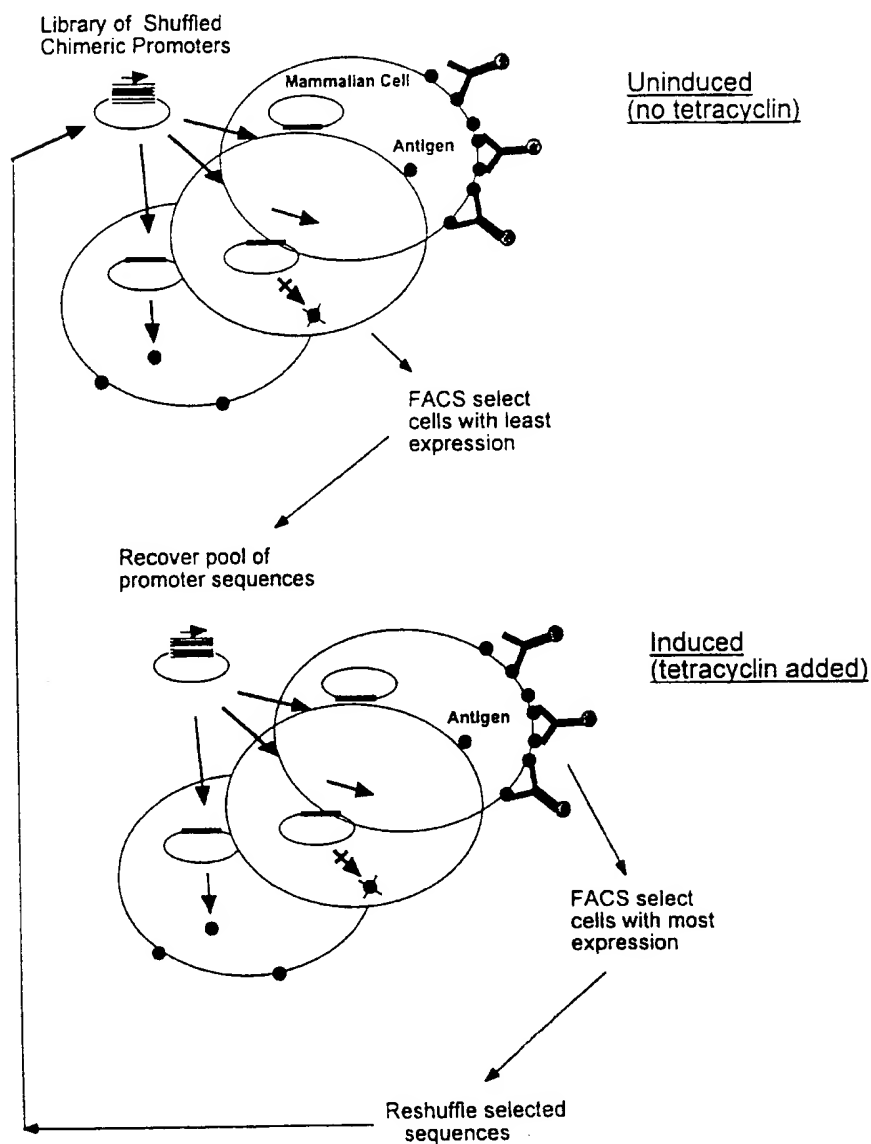 Library of Shuffled
Chimeric Promoters
Mammalian Cell
Uninduced
(no tetracyclin)
Antigen
FACS select
cells with least
expression
Recover pool of
promoter sequences
Induced
(tetracyclin added)
Antigen
FACS select
cells with most
expression
Reshuffle selected
sequences